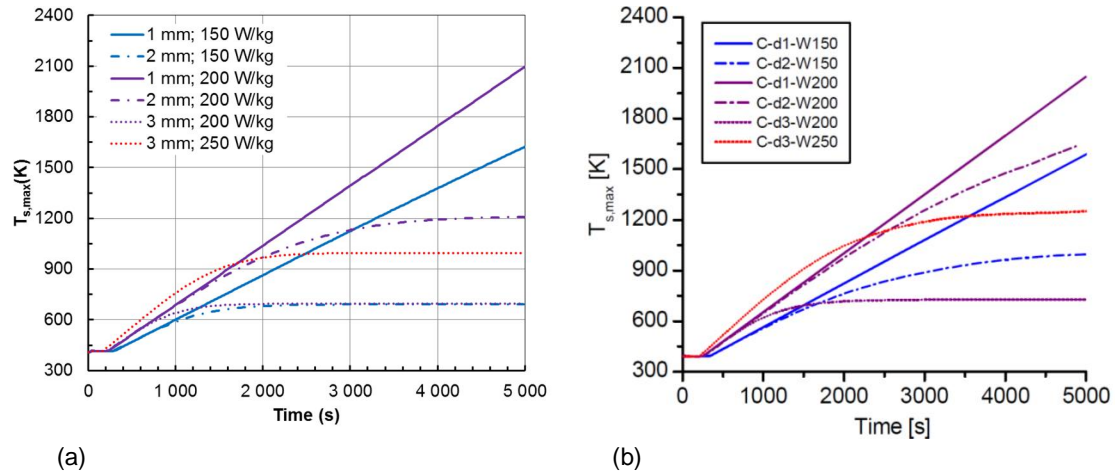 2400
2100
1800
1500
1200
900
600
300
T_s,max(K)
1 mm; 150 W/kg
2 mm; 150 W/kg
1 mm; 200 W/kg
2 mm; 200 W/kg
3 mm; 200 W/kg
3 mm; 250 W/kg
0
1 000
2 000
3 000
4 000
5 000
Time (s)
(a)
2400
2100
1800
1500
1200
900
600
300
T_s,max [K]
C-d1-W150
C-d2-W150
C-d1-W200
C-d2-W200
C-d3-W200
C-d3-W250
0
1000
2000
3000
4000
5000
Time [s]
(b)